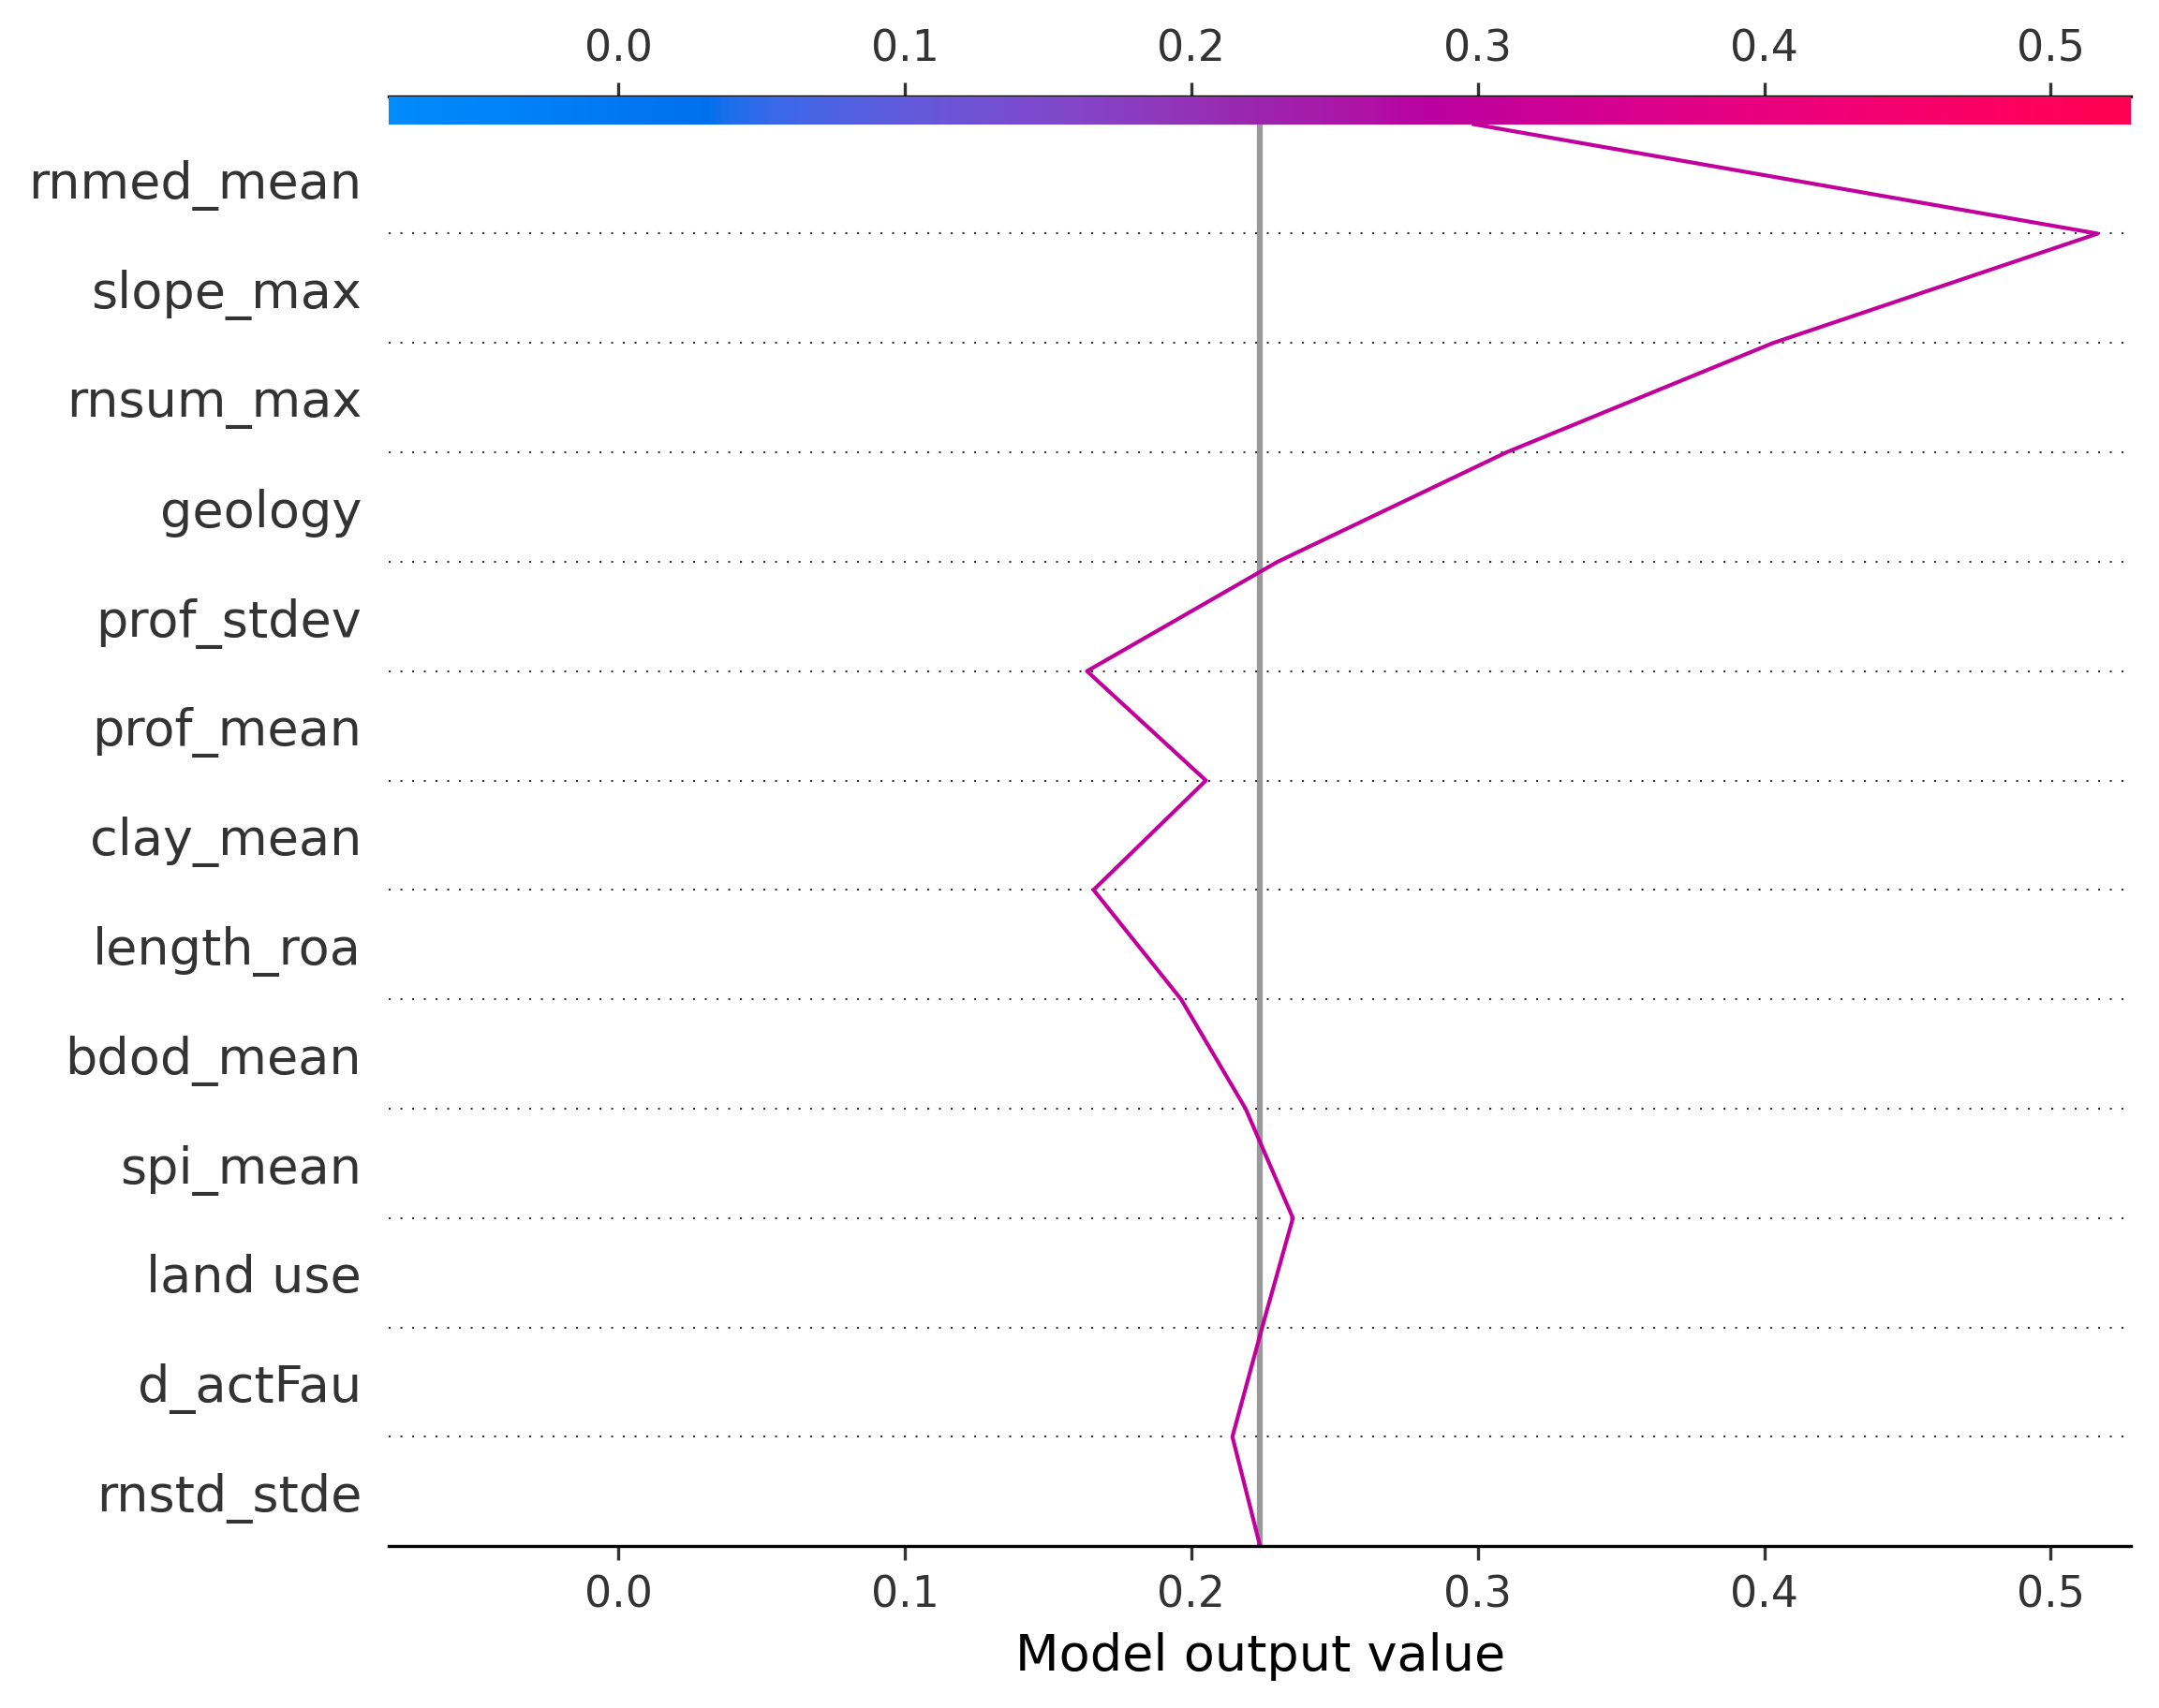 0.0 0.1 0.2 0.3 0.4 0.5
rnmed_mean
slope_max
rnsum_max
geology
prof_stdev
prof_mean
clay_mean
length_roa
bdod_mean
spi_mean
land use
d_actFau
rnstd_stde
0.0 0.1 0.2 0.3 0.4 0.5
Model output value